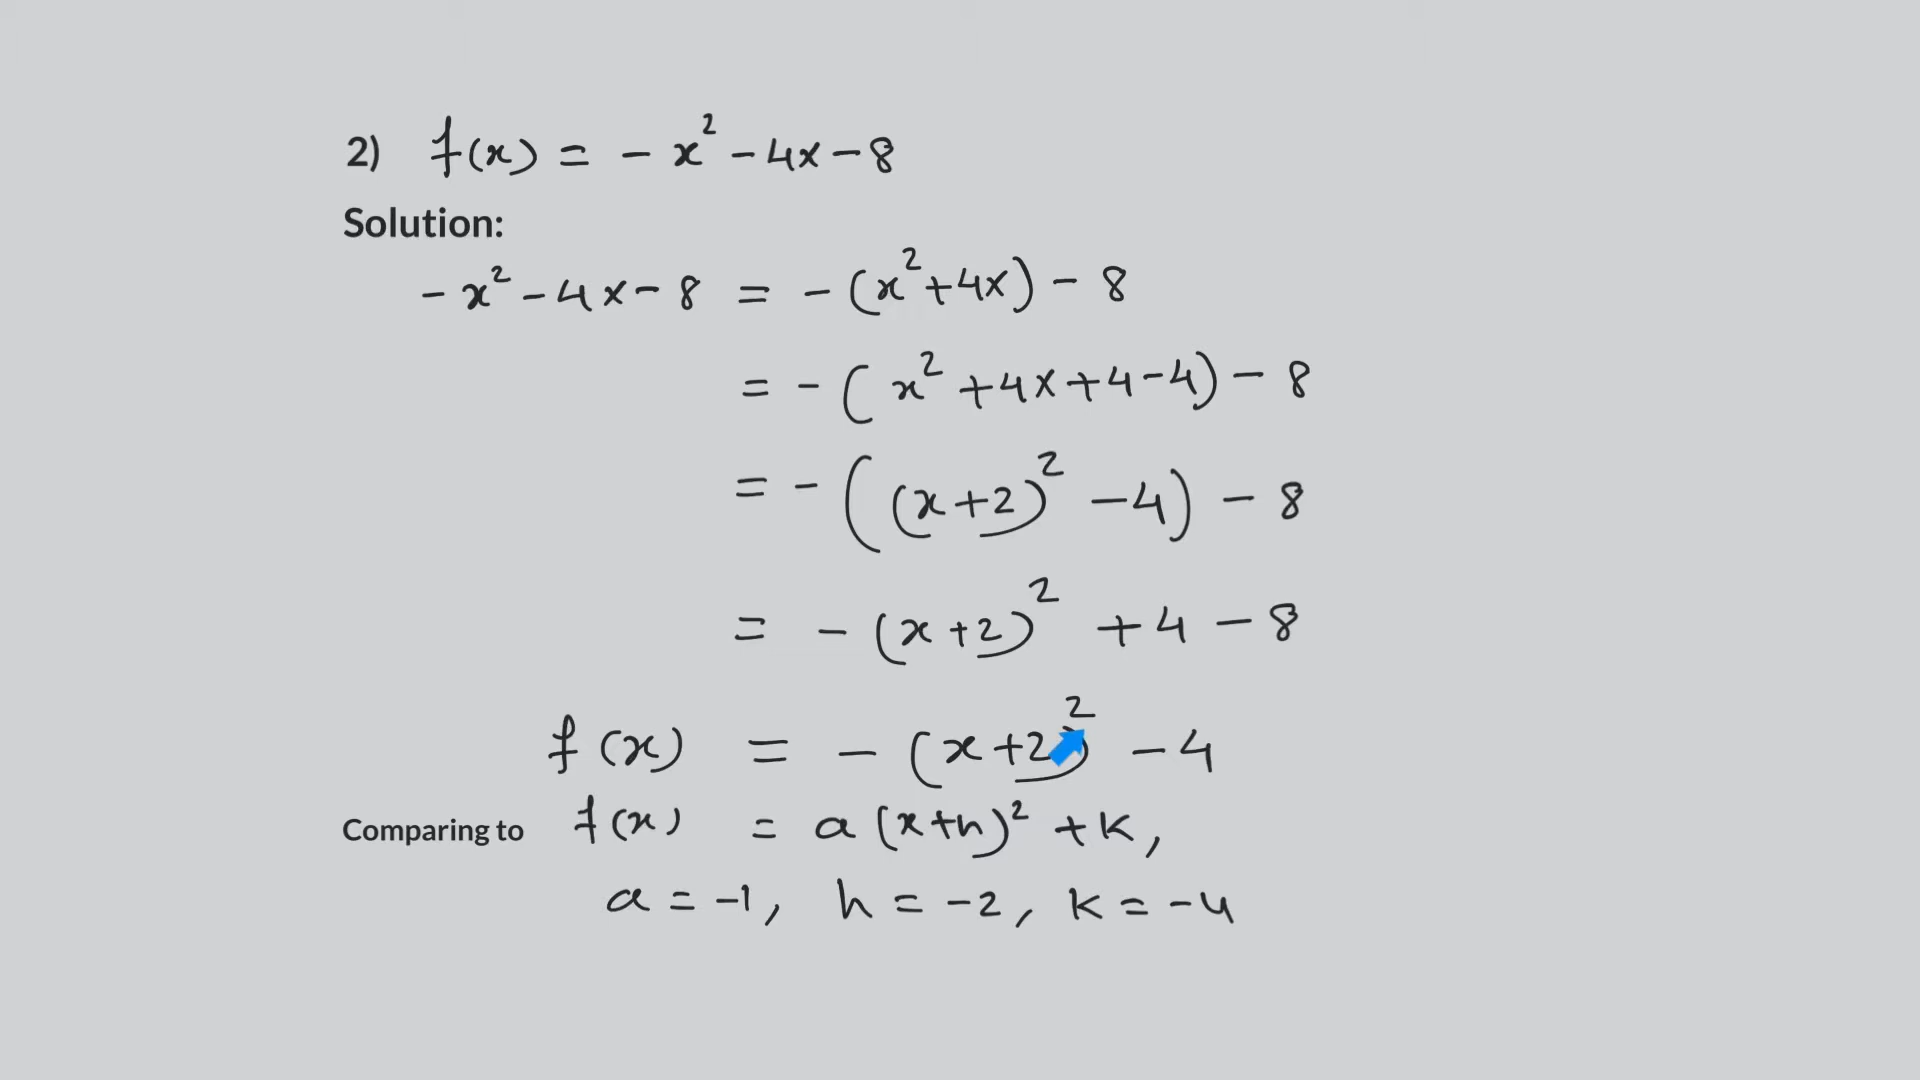 2) f(x) = - x² - 4x - 8
Solution:
- x² - 4x - 8 = - (x² + 4x) - 8
= - (x² + 4x + 4 - 4) - 8
= - ((x+2)² - 4) - 8
= - (x+2)² + 4 - 8
f(x) = - (x+2)² - 4
Comparing to f(x) = a (x+h)² + k,
a = -1, h = -2, k = -4